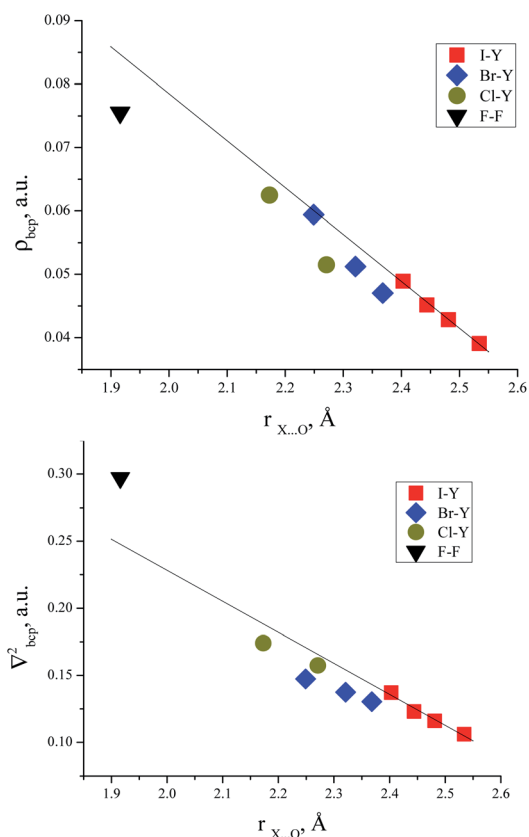 0.09
0.08
0.07
0.06
0.05
0.04
ρbcp, a.u.
I-Y
Br-Y
Cl-Y
F-F
1.9 2.0 2.1 2.2 2.3 2.4 2.5 2.6
r X...O, Å
0.30
0.25
0.20
0.15
0.10
∇²bcp, a.u.
I-Y
Br-Y
Cl-Y
F-F
1.9 2.0 2.1 2.2 2.3 2.4 2.5 2.6
r X...O, Å